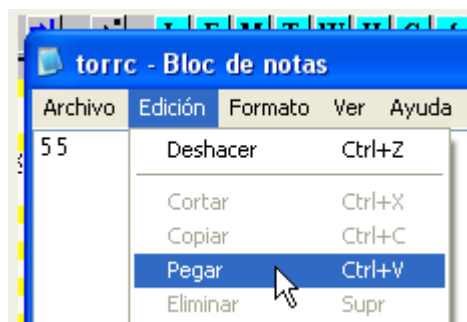 torrc - Bloc de notas
Archivo Edición Formato Ver Ayuda
55
Deshacer Ctrl+Z
Cortar Ctrl+X
Copiar Ctrl+C
Pegar Ctrl+V
Eliminar Supr